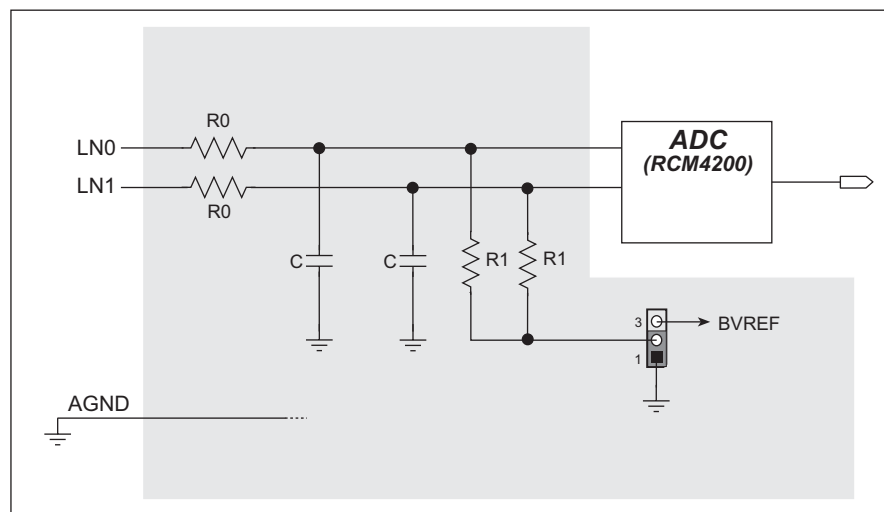 R0
LN0
ADC
(RCM4200)
LN1
R0
C
C
R1
R1
3
BVREF
1
AGND